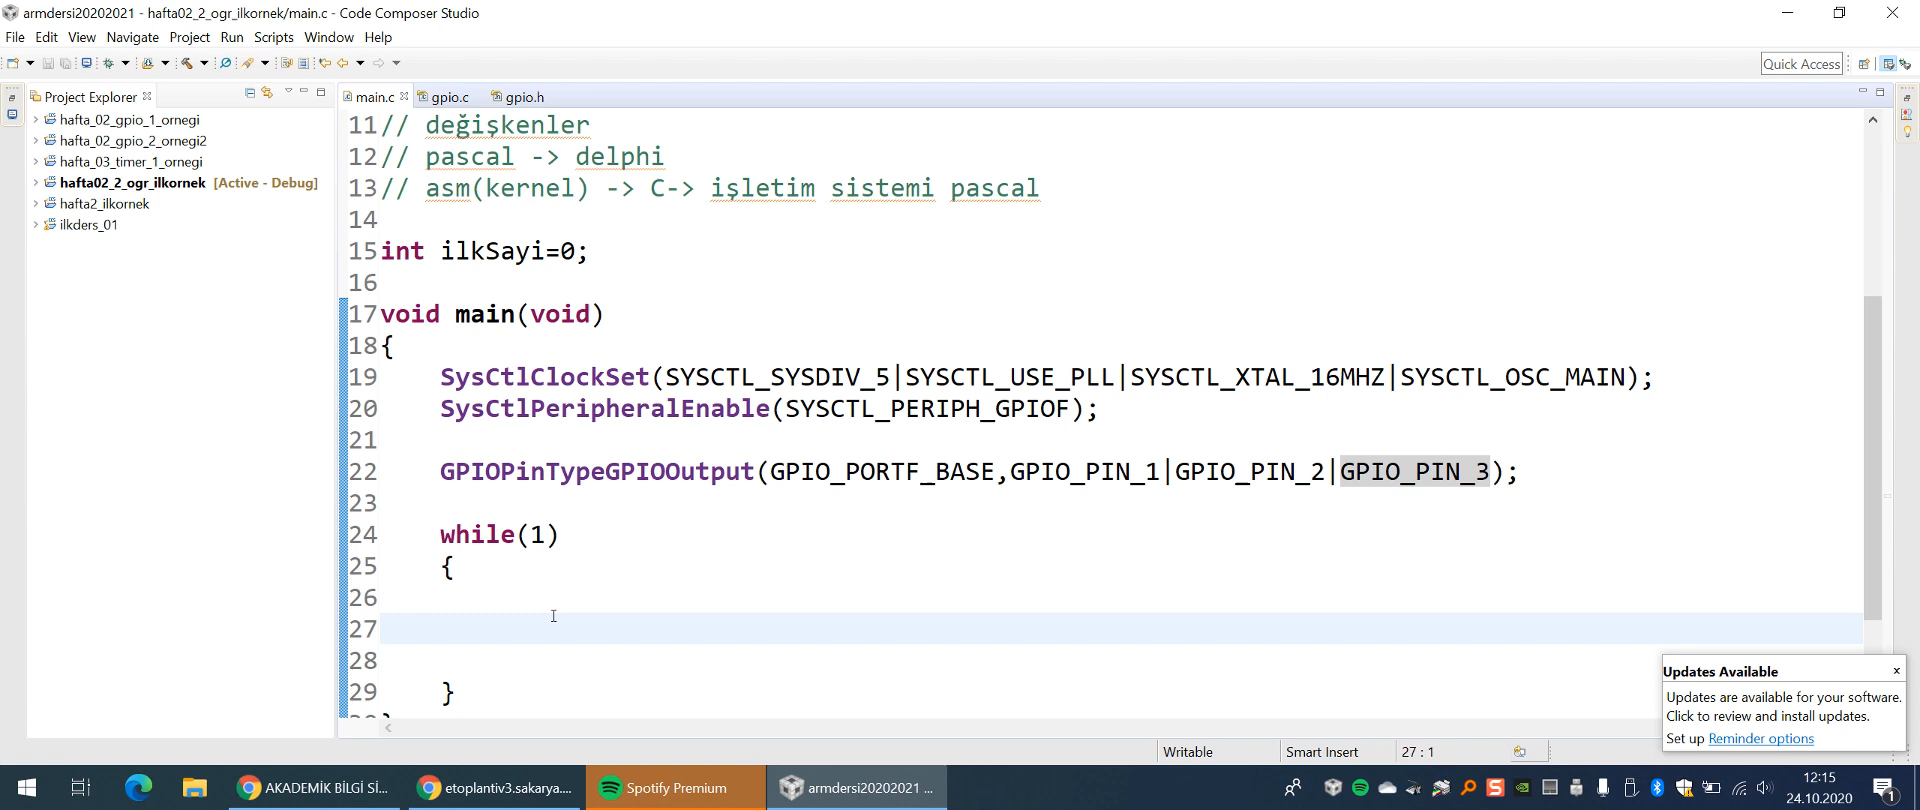 armdersi20202021 - hafta02_2_ogr_ilkornek/main.c - Code Composer Studio
File Edit View Navigate Project Run Scripts Window Help
Quick Access
Project Explorer
hafta_02_gpio_1_ornegi
hafta_02_gpio_2_ornegi2
hafta_03_timer_1_ornegi
hafta02_2_ogr_ilkornek [Active - Debug]
hafta2_ilkornek
ilkders_01
main.c gpio.c gpio.h
11// değişkenler
12// pascal -> delphi
13// asm(kernel) -> C-> işletim sistemi pascal
14
15int ilkSayi=0;
16
17void main(void)
18{
19 SysCtlClockSet(SYSCTL_SYSDIV_5|SYSCTL_USE_PLL|SYSCTL_XTAL_16MHZ|SYSCTL_OSC_MAIN);
20 SysCtlPeripheralEnable(SYSCTL_PERIPH_GPIOF);
21
22 GPIOPinTypeGPIOOutput(GPIO_PORTF_BASE,GPIO_PIN_1|GPIO_PIN_2|GPIO_PIN_3);
23
24 while(1)
25 {
26
27
28
29 }
Updates Available x
Updates are available for your software.
Click to review and install updates.
Set up Reminder options
Writable Smart Insert 27 : 1
AKADEMİK BİLGİ Sİ... etoplantiv3.sakarya.... Spotify Premium armdersi20202021 ...
12:15
24.10.2020
1